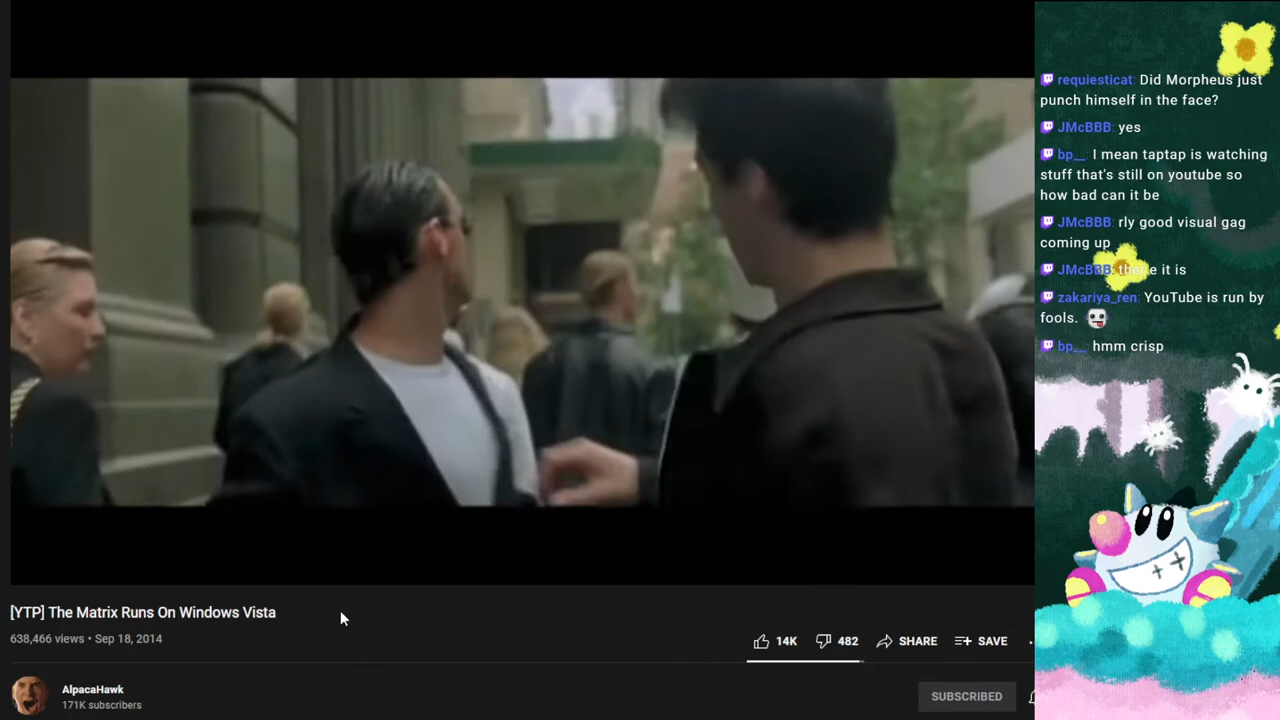 requiesticat: Did Morpheus just
punch himself in the face?
JMcBBB: yes
bp__: I mean taptap is watching
stuff that's still on youtube so
how bad can it be
JMcBBB: rly good visual gag
coming up
JMcBBB: there it is
zakariya_ren: YouTube is run by
fools.
bp__: hmm crisp
[YTP] The Matrix Runs On Windows Vista
638,466 views • Sep 18, 2014
14K 482 SHARE SAVE
AlpacaHawk
171K subscribers
SUBSCRIBED